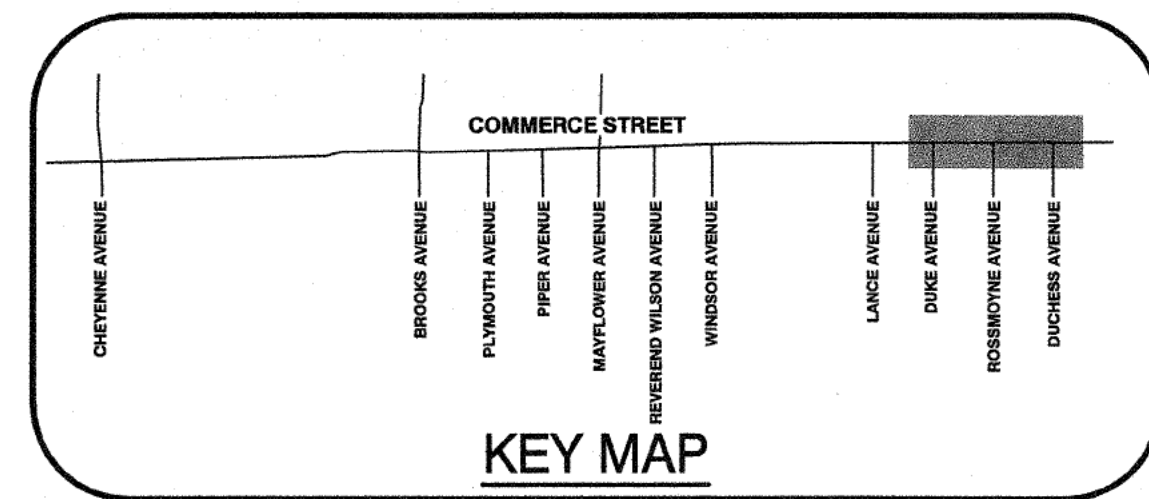 COMMERCE STREET
CHEYENNE AVENUE
BROOKS AVENUE
PLYMOUTH AVENUE
PIPER AVENUE
MAYFLOWER AVENUE
REVEREND WILSON AVENUE
WINDSOR AVENUE
LANCE AVENUE
DUKE AVENUE
ROSSMOYNE AVENUE
DUCHESS AVENUE
KEY MAP